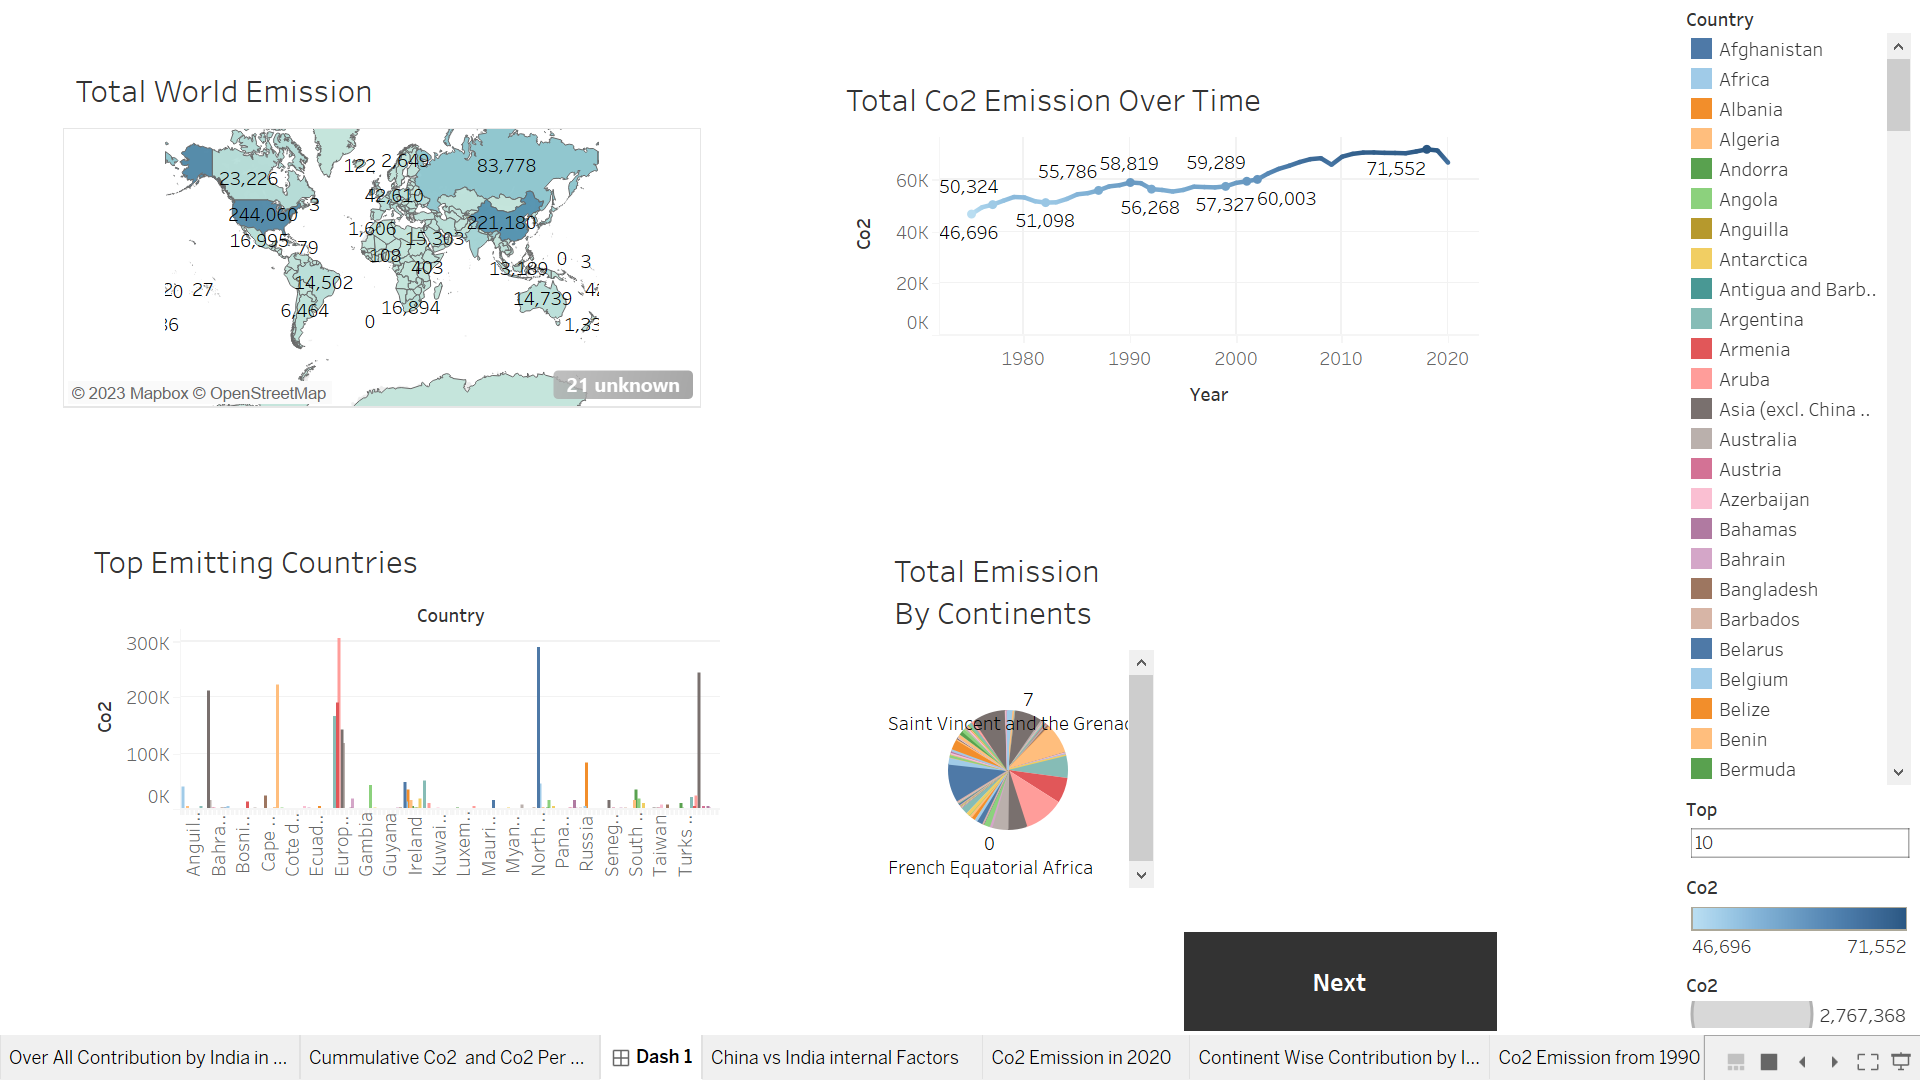 Total World Emission
122
2,649
83,778
23,226
42,610
3
244,060
221,180
1,606
16,995
15,303
79
108
403
13,189
0
3
14,502
20
27
14,739
6,464
16,894
0
© 2023 Mapbox © OpenStreetMap
21 unknown
Total Co2 Emission Over Time
Co2
60K
40K
20K
0K
50,324
46,696
51,098
55,786
58,819
56,268
59,289
57,327
60,003
71,552
1980
1990
2000
2010
2020
Year
Top Emitting Countries
Country
Co2
300K
200K
100K
0K
Anguil..
Bahra..
Bosni..
Cape ..
Cote d..
Ecuad..
Europ..
Gambia
Guyana
Ireland
Kuwai..
Luxem..
Mauri..
Myan..
North ..
Pana..
Russia
Seneg..
South ..
Taiwan
Turks ..
Total Emission
By Continents
7
Saint Vincent and the Grenad
0
French Equatorial Africa
Next
Country
Afghanistan
Africa
Albania
Algeria
Andorra
Angola
Anguilla
Antarctica
Antigua and Barb..
Argentina
Armenia
Aruba
Asia (excl. China ..
Australia
Austria
Azerbaijan
Bahamas
Bahrain
Bangladesh
Barbados
Belarus
Belgium
Belize
Benin
Bermuda
Top
10
Co2
46,696 71,552
Co2
2,767,368
Over All Contribution by India in ...
Cummulative Co2 and Co2 Per ...
Dash 1
China vs India internal Factors
Co2 Emission in 2020
Continent Wise Contribution by I...
Co2 Emission from 1990